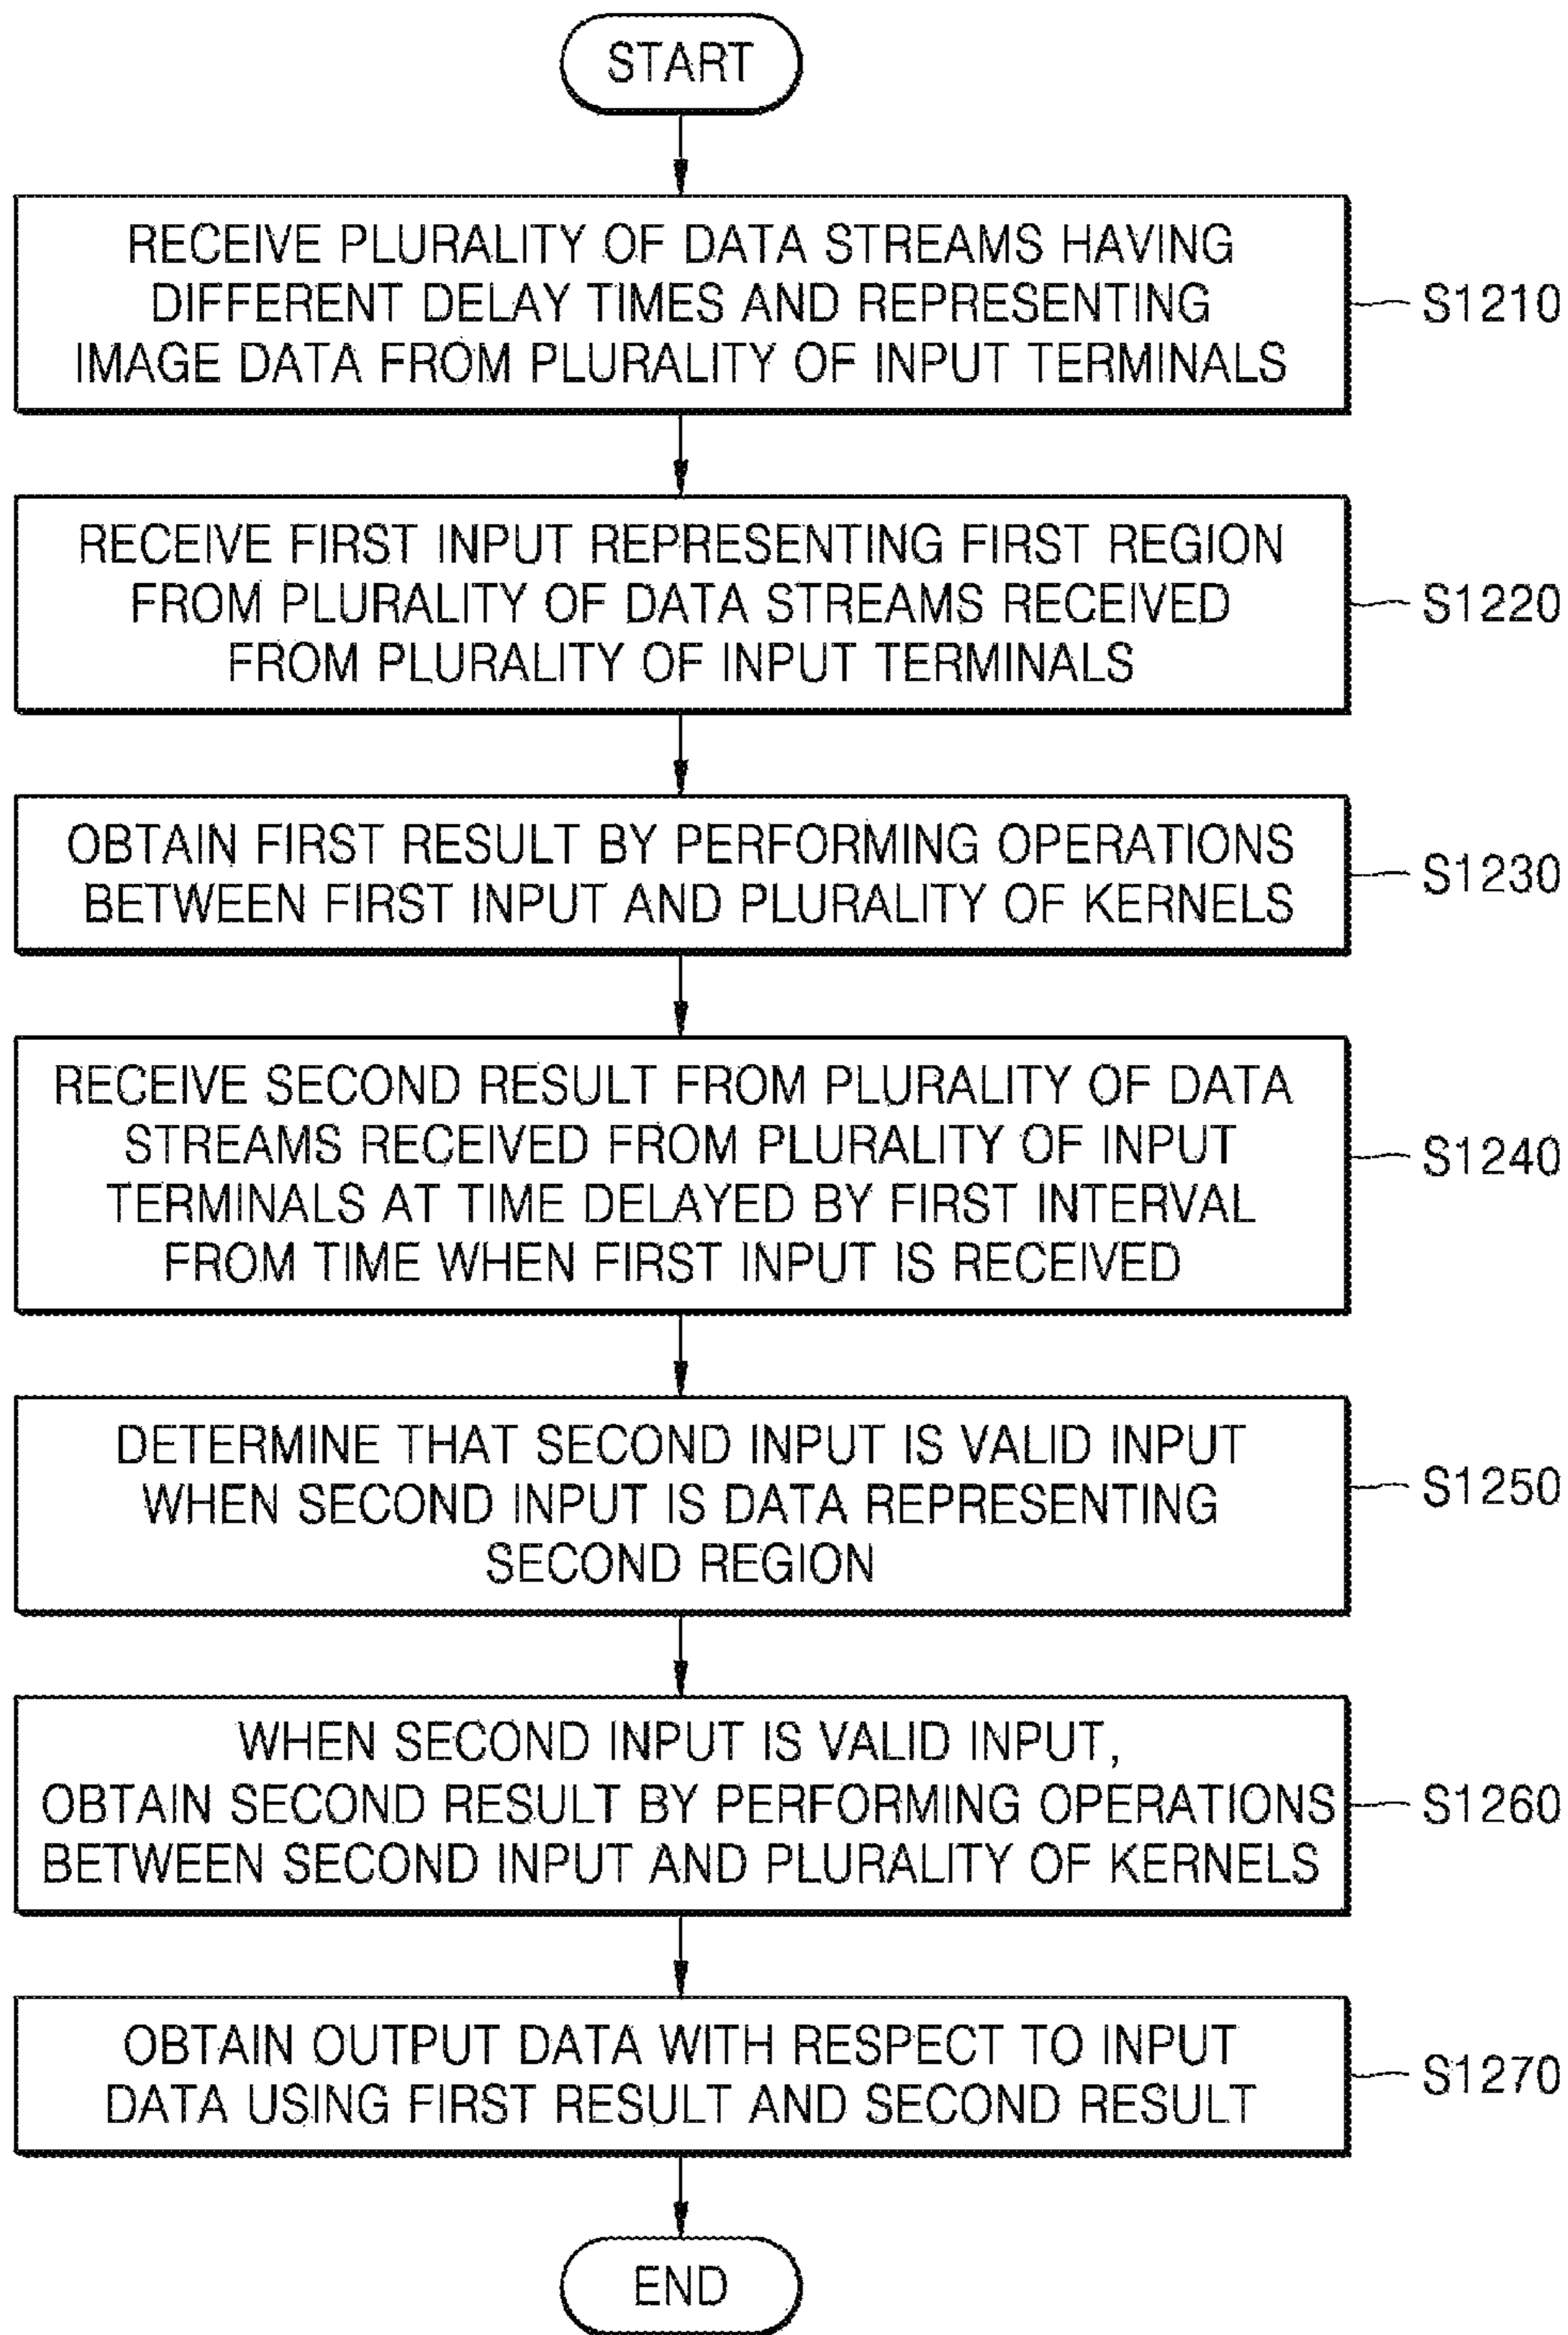 START
RECEIVE PLURALITY OF DATA STREAMS HAVING
DIFFERENT DELAY TIMES AND REPRESENTING
IMAGE DATA FROM PLURALITY OF INPUT TERMINALS
S1210
RECEIVE FIRST INPUT REPRESENTING FIRST REGION
FROM PLURALITY OF DATA STREAMS RECEIVED
FROM PLURALITY OF INPUT TERMINALS
S1220
OBTAIN FIRST RESULT BY PERFORMING OPERATIONS
BETWEEN FIRST INPUT AND PLURALITY OF KERNELS
S1230
RECEIVE SECOND RESULT FROM PLURALITY OF DATA
STREAMS RECEIVED FROM PLURALITY OF INPUT
TERMINALS AT TIME DELAYED BY FIRST INTERVAL
FROM TIME WHEN FIRST INPUT IS RECEIVED
S1240
DETERMINE THAT SECOND INPUT IS VALID INPUT
WHEN SECOND INPUT IS DATA REPRESENTING
SECOND REGION
S1250
WHEN SECOND INPUT IS VALID INPUT,
OBTAIN SECOND RESULT BY PERFORMING OPERATIONS
BETWEEN SECOND INPUT AND PLURALITY OF KERNELS
S1260
OBTAIN OUTPUT DATA WITH RESPECT TO INPUT
DATA USING FIRST RESULT AND SECOND RESULT
S1270
END